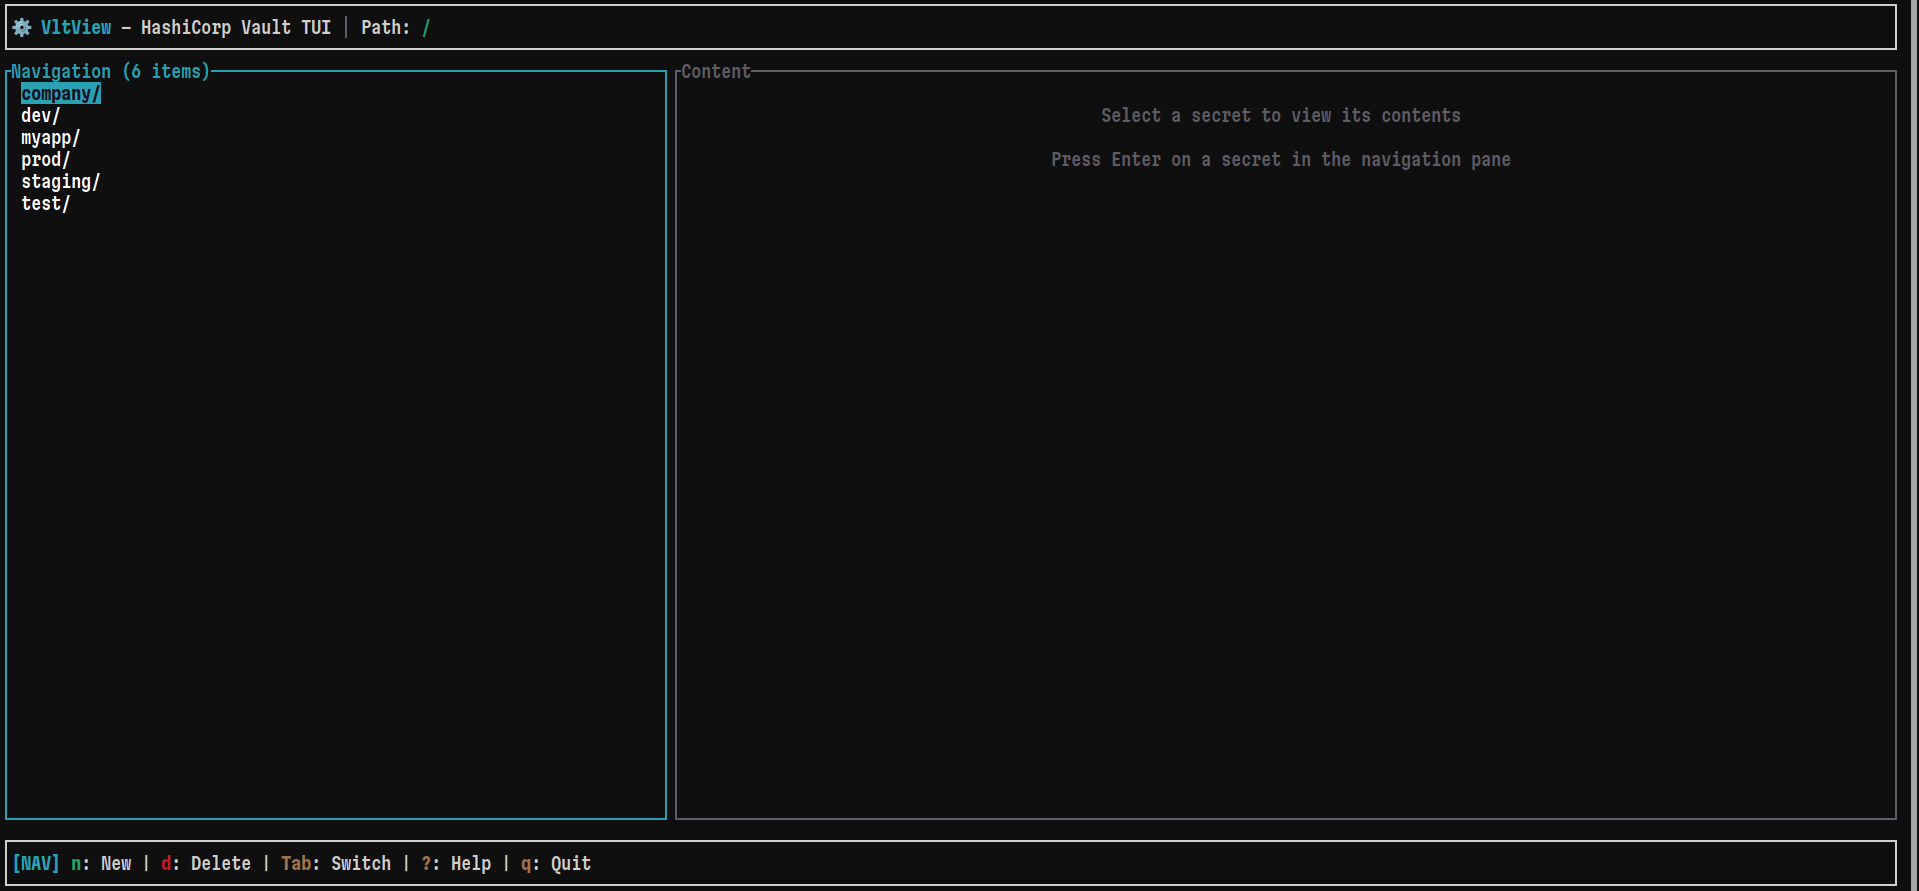 ⚙️ VltView — HashiCorp Vault TUI │ Path: /
Navigation (6 items)
company/
dev/
myapp/
prod/
staging/
test/
Content
Select a secret to view its contents
Press Enter on a secret in the navigation pane
[NAV] n: New | d: Delete | Tab: Switch | ?: Help | q: Quit